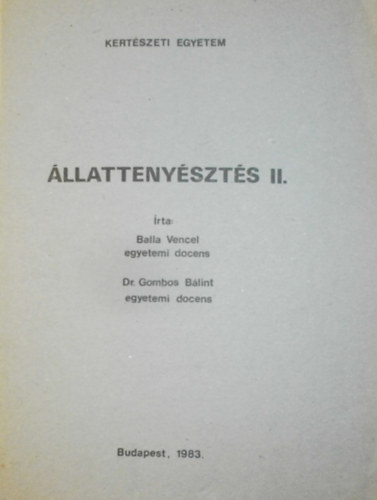 KERTÉSZETI EGYETEM
ÁLLATTENYÉSZTÉS II.
Írta:
Balla Vencel
egyetemi docens
Dr. Gombos Bálint
egyetemi docens
Budapest, 1983.